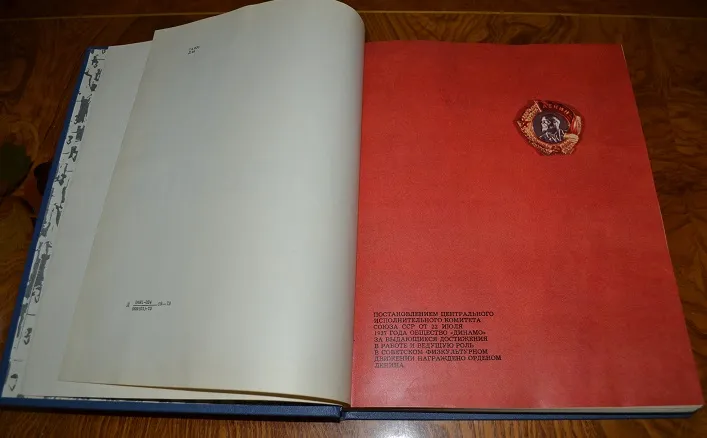 ЛЕНИН
ПОСТАНОВЛЕНИЕМ ЦЕНТРАЛЬНОГО
ИСПОЛНИТЕЛЬНОГО КОМИТЕТА
СОЮЗА ССР ОТ 22 ИЮЛЯ
1937 ГОДА ОБЩЕСТВО «ДИНАМО»
ЗА ВЫДАЮЩИЕСЯ ДОСТИЖЕНИЯ
В РАБОТЕ И ВЕДУЩУЮ РОЛЬ
В СОВЕТСКОМ ФИЗКУЛЬТУРНОМ
ДВИЖЕНИИ НАГРАЖДЕНО ОРДЕНОМ
ЛЕНИНА.